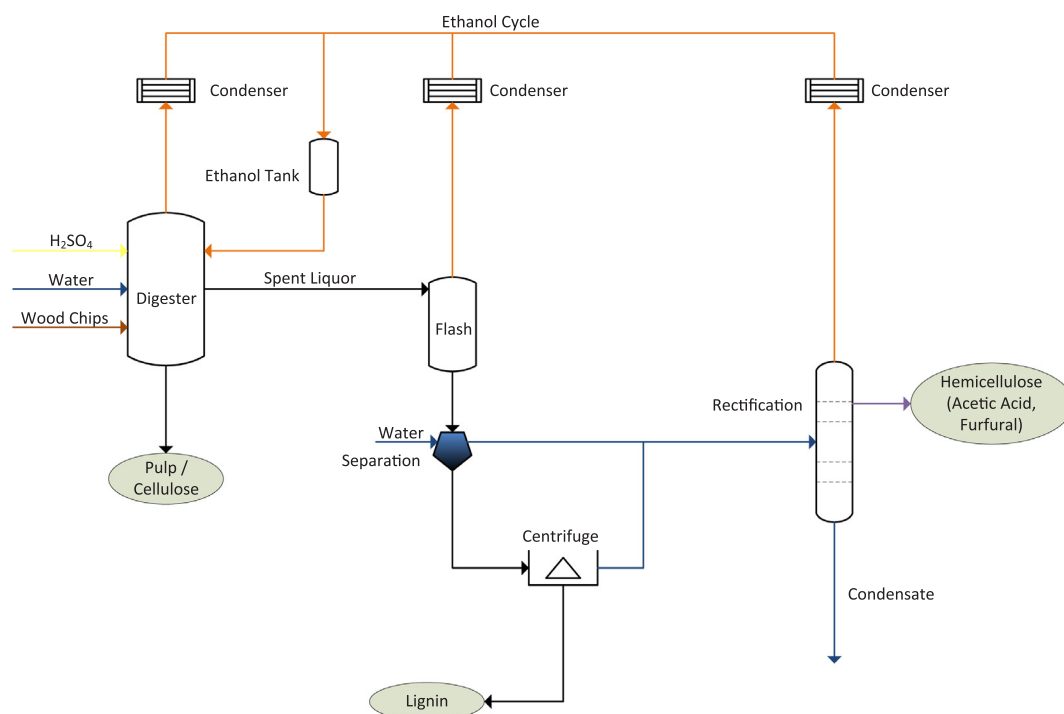 Ethanol Cycle
Condenser
Condenser
Condenser
Ethanol Tank
H₂SO₄
Water
Wood Chips
Digester
Spent Liquor
Flash
Rectification
Hemicellulose
(Acetic Acid,
Furfural)
Water
Separation
Pulp /
Cellulose
Centrifuge
Condensate
Lignin